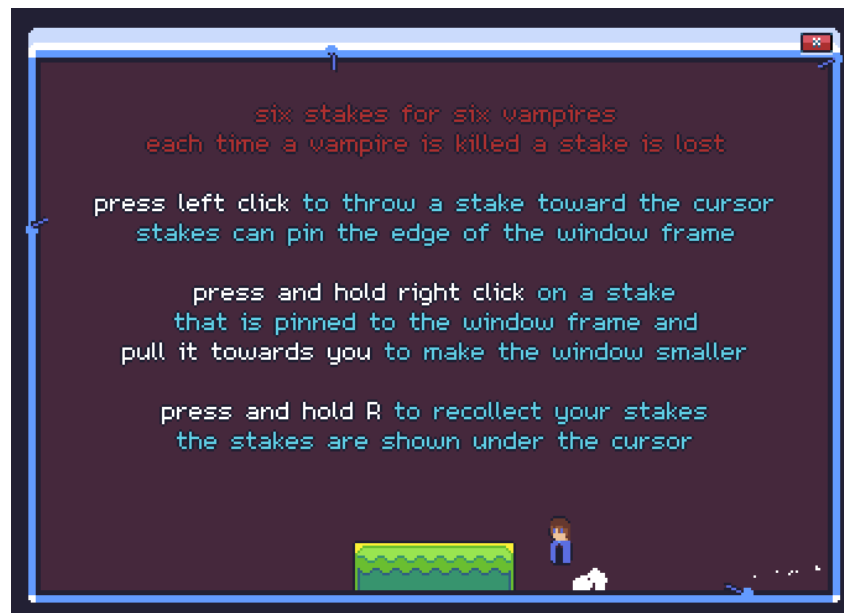 six stakes for six vampires
each time a vampire is killed a stake is lost
press left click to throw a stake toward the cursor
stakes can pin the edge of the window frame
press and hold right click on a stake
that is pinned to the window frame and
pull it towards you to make the window smaller
press and hold R to recollect your stakes
the stakes are shown under the cursor